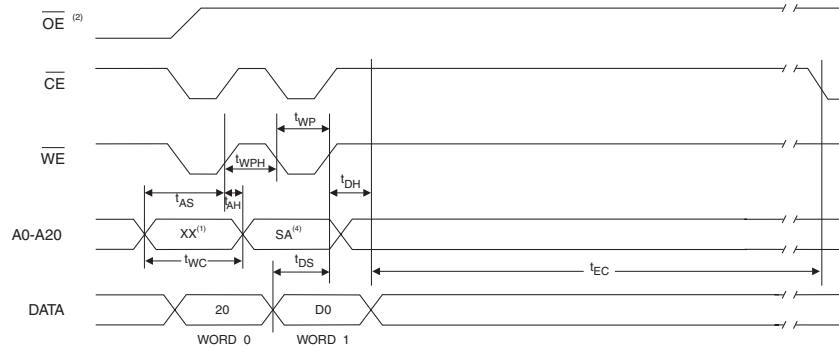 OE (2)
CE
tWP
WE
tWPH
tDH
tAS
tAH
A0-A20
XX(1)
SA(4)
tWC
tDS
tEC
DATA
20
D0
WORD 0
WORD 1